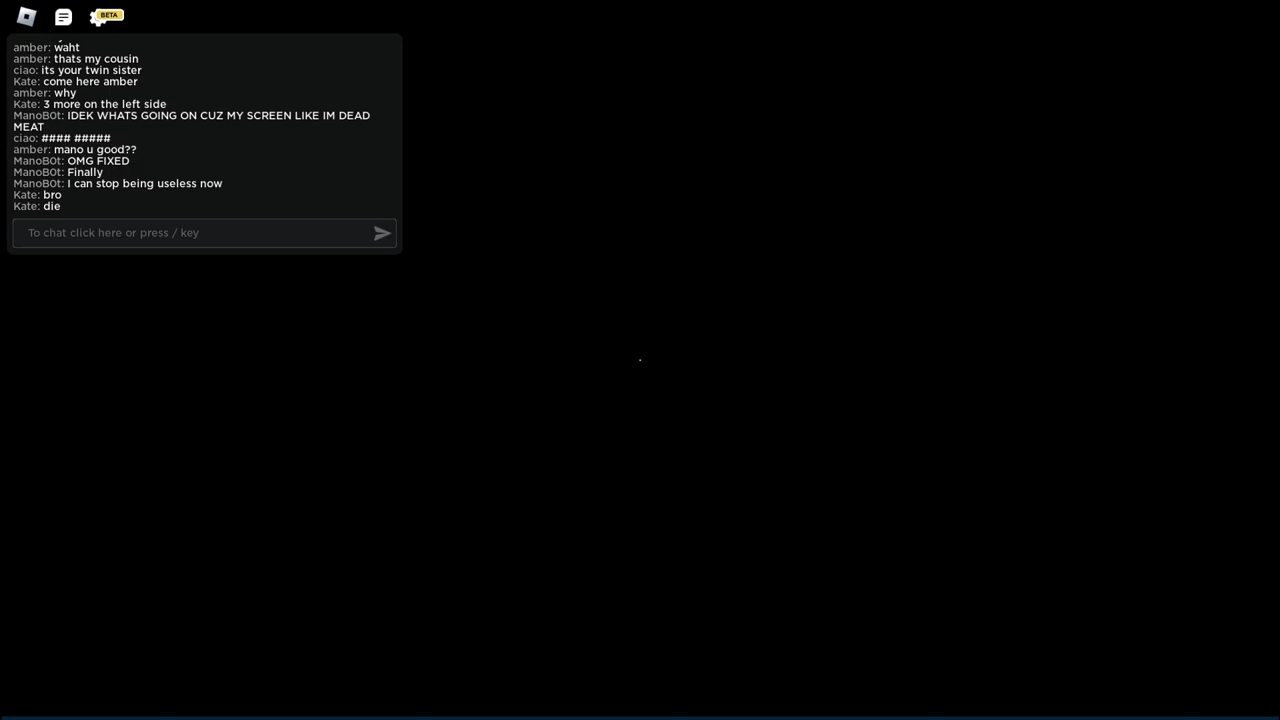 BETA
amber: waht
amber: thats my cousin
ciao: its your twin sister
Kate: come here amber
amber: why
Kate: 3 more on the left side
ManoB0t: IDEK WHATS GOING ON CUZ MY SCREEN LIKE IM DEAD
MEAT
ciao: #### #####
amber: mano u good??
ManoB0t: OMG FIXED
ManoB0t: Finally
ManoB0t: I can stop being useless now
Kate: bro
Kate: die
To chat click here or press / key